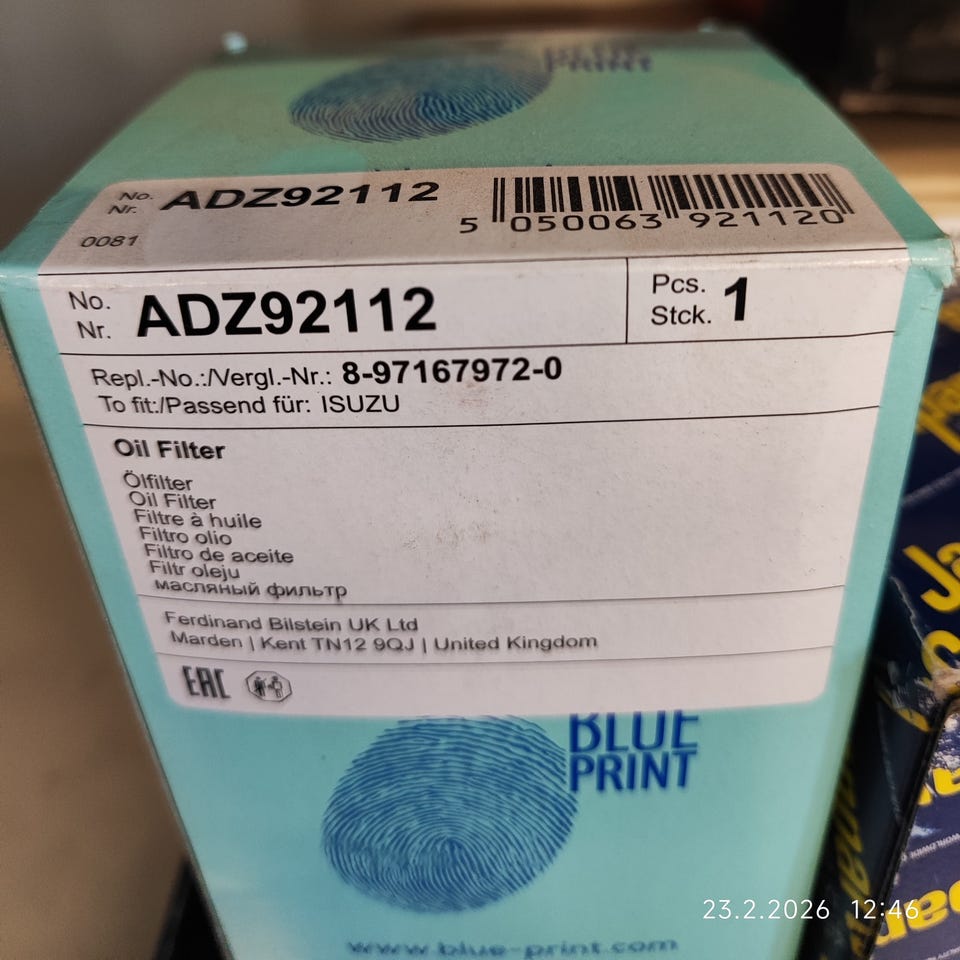 BLUE
PRINT
No.
Nr. ADZ92112
5 050063 921120
0081
No.
Nr. ADZ92112
Pcs.
Stck. 1
Repl.-No.:/Vergl.-Nr.: 8-97167972-0
To fit:/Passend für: ISUZU
Oil Filter
Ölfilter
Oil Filter
Filtre à huile
Filtro olio
Filtro de aceite
Filtr oleju
масляный фильтр
Ferdinand Bilstein UK Ltd
Marden | Kent TN12 9QJ | United Kingdom
EAC
BLUE
PRINT
www.blue-print.com
23.2.2026 12:46